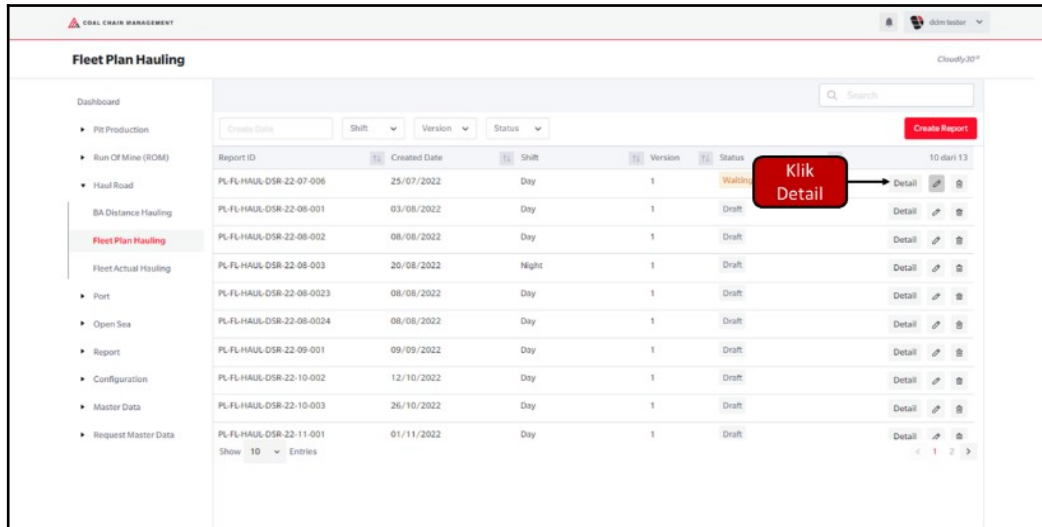 COAL CHAIN MANAGEMENT
ddm tester
Fleet Plan Hauling
Cloudly 30°
Search
Dashboard
Pit Production
Run Of Mine (ROM)
Haul Road
BA Distance Hauling
Fleet Plan Hauling
Fleet Actual Hauling
Port
Open Sea
Report
Configuration
Master Data
Request Master Data
Create Date Shift Version Status Create Report
Report ID Created Date Shift Version Status 10 dari 13
PL-FL-HAUL-DSR-22-07-006 25/07/2022 Day 1 Waiting Detail
Klik
Detail
PL-FL-HAUL-DSR-22-08-001 03/08/2022 Day 1 Draft Detail
PL-FL-HAUL-DSR-22-08-002 08/08/2022 Day 1 Draft Detail
PL-FL-HAUL-DSR-22-08-003 20/08/2022 Night 1 Draft Detail
PL-FL-HAUL-DSR-22-08-0023 08/08/2022 Day 1 Draft Detail
PL-FL-HAUL-DSR-22-08-0024 08/08/2022 Day 1 Draft Detail
PL-FL-HAUL-DSR-22-09-001 09/09/2022 Day 1 Draft Detail
PL-FL-HAUL-DSR-22-10-002 12/10/2022 Day 1 Draft Detail
PL-FL-HAUL-DSR-22-10-003 26/10/2022 Day 1 Draft Detail
PL-FL-HAUL-DSR-22-11-001 01/11/2022 Day 1 Draft Detail
Show 10 Entries < 1 2 >